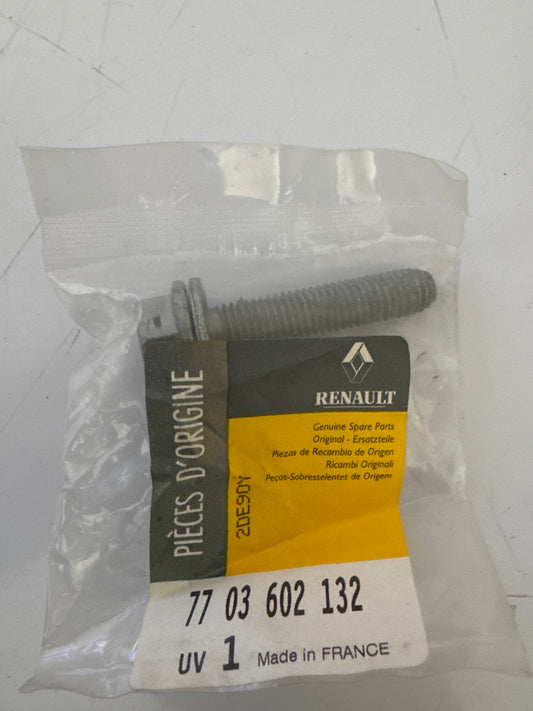 RENAULT
Genuine Spare Parts
Original - Ersatzteile
Piezas de Recambio de Origen
Ricambi Originali
Peças-Sobresselentes de Origem
PIÈCES D'ORIGINE
2DE90Y
77 03 602 132
UV 1 Made in FRANCE